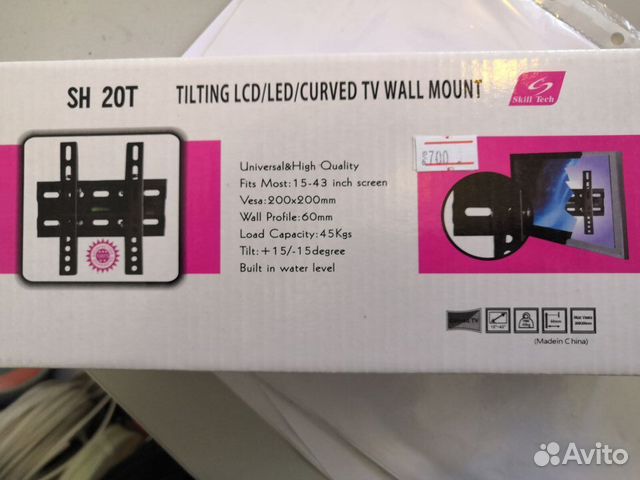 SH 20T
TILTING LCD/LED/CURVED TV WALL MOUNT
Skill Tech
700
Universal&High Quality
Fits Most:15-43 inch screen
Vesa:200x200mm
Wall Profile:60mm
Load Capacity:45Kgs
Tilt:+15/-15degree
Built in water level
(Madein China)
Avito